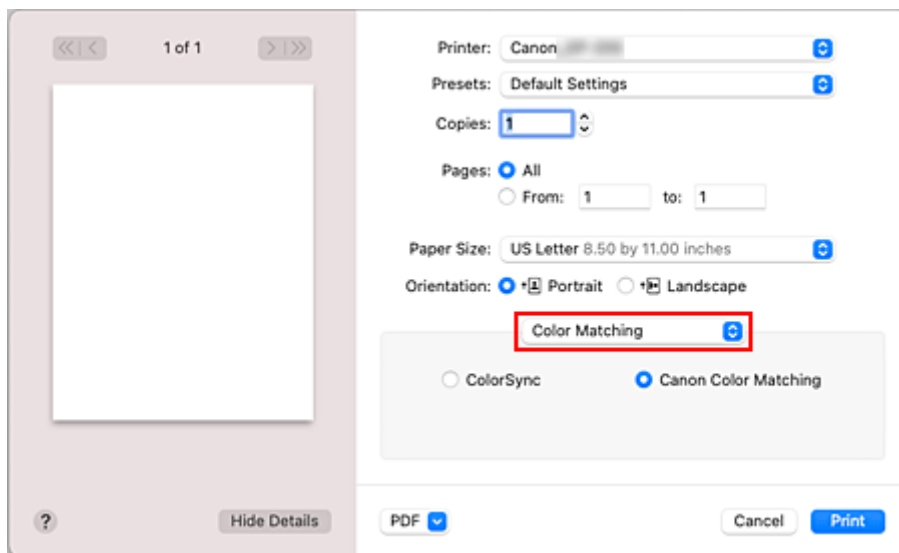 1 of 1
Printer: Canon
Presets: Default Settings
Copies: 1
Pages: All
From: 1 to: 1
Paper Size: US Letter 8.50 by 11.00 inches
Orientation: Portrait Landscape
Color Matching
ColorSync Canon Color Matching
? Hide Details PDF Cancel Print